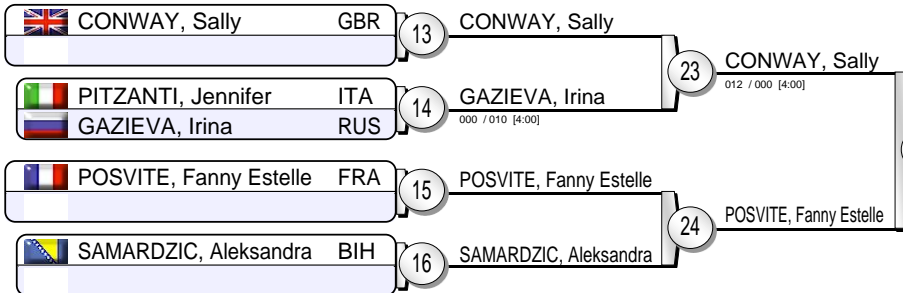 CONWAY, Sally GBR
13
CONWAY, Sally
23
CONWAY, Sally
012 / 000 [4:00]
PITZANTI, Jennifer ITA
GAZIEVA, Irina RUS
14
GAZIEVA, Irina
000 / 010 [4:00]
POSVITE, Fanny Estelle FRA
15
POSVITE, Fanny Estelle
24
POSVITE, Fanny Estelle
SAMARDZIC, Aleksandra BIH
16
SAMARDZIC, Aleksandra